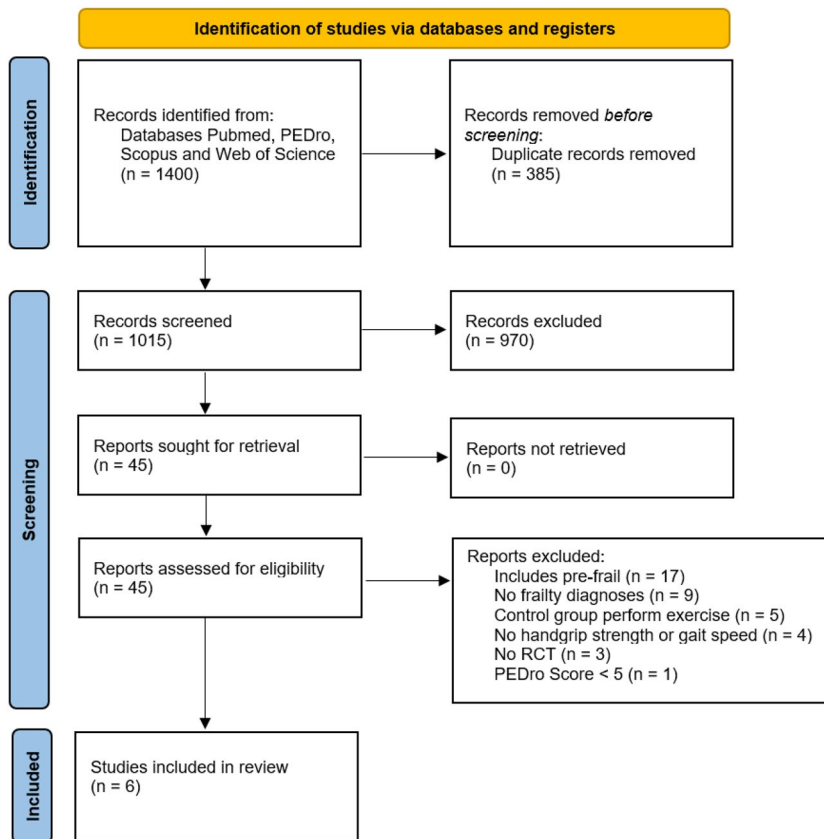 Identification of studies via databases and registers
Identification
Records identified from:
Databases Pubmed, PEDro,
Scopus and Web of Science
(n = 1400)
Records removed before
screening:
Duplicate records removed
(n = 385)
Screening
Records screened
(n = 1015)
Records excluded
(n = 970)
Reports sought for retrieval
(n = 45)
Reports not retrieved
(n = 0)
Reports assessed for eligibility
(n = 45)
Reports excluded:
Includes pre-frail (n = 17)
No frailty diagnoses (n = 9)
Control group perform exercise (n = 5)
No handgrip strength or gait speed (n = 4)
No RCT (n = 3)
PEDro Score < 5 (n = 1)
Included
Studies included in review
(n = 6)